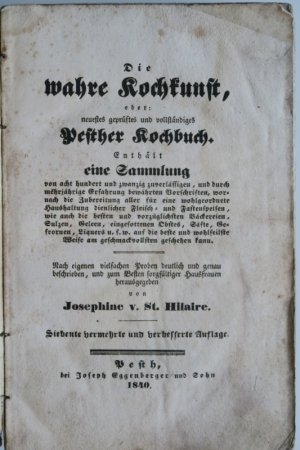 Die
wahre Kochkunst,
oder:
neuestes geprüftes und vollständiges
Pesther Kochbuch.
Enthält
eine Sammlung
von acht hundert und zwanzig zuverlässigen, und durch
mehrjährige Erfahrung bewährten Vorschriften, wor-
nach die Zubereitung aller für eine wohlgeordnete
Haushaltung dienlicher Fleisch- und Fastenspeisen,
wie auch die besten und vorzüglichsten Bäckereien,
Sulzen, Geleen, eingesottenen Obstes, Säfte, Ge-
frornen, Liqueurs u. s. w. auf die beste und wohlfeilste
Weise am geschmackvollsten geschehen kann.
Nach eigenen vielfachen Proben deutlich und genau
beschrieben, und zum Besten sorgfältiger Hausfrauen
herausgegeben
von
Josephine v. St. Hilaire.
Siebente vermehrte und verbesserte Auflage.
Pesth,
bei Joseph Eggenberger und Sohn
1840.